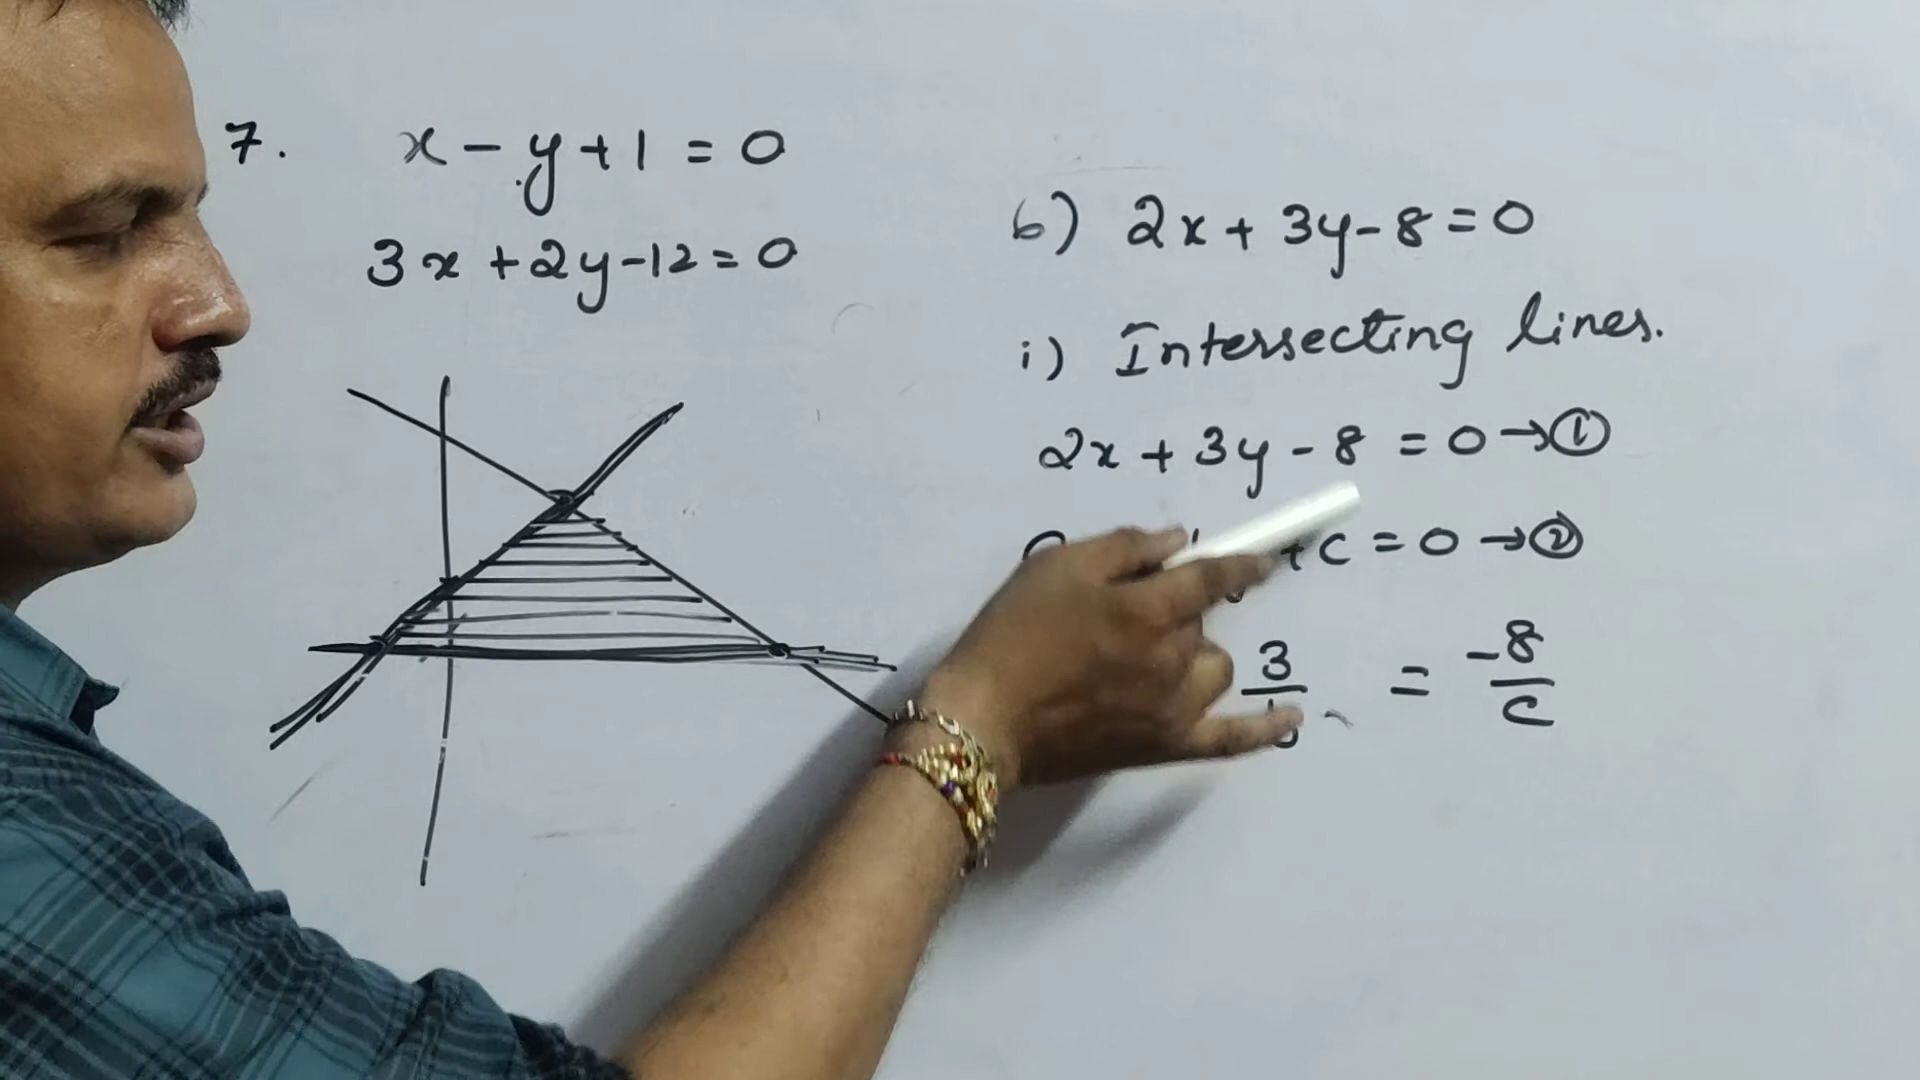 7. x - y + 1 = 0
3x + 2y - 12 = 0
6) 2x + 3y - 8 = 0
i) Intersecting lines.
2x + 3y - 8 = 0 → ①
+ c = 0 → ②
3/b = -8/c